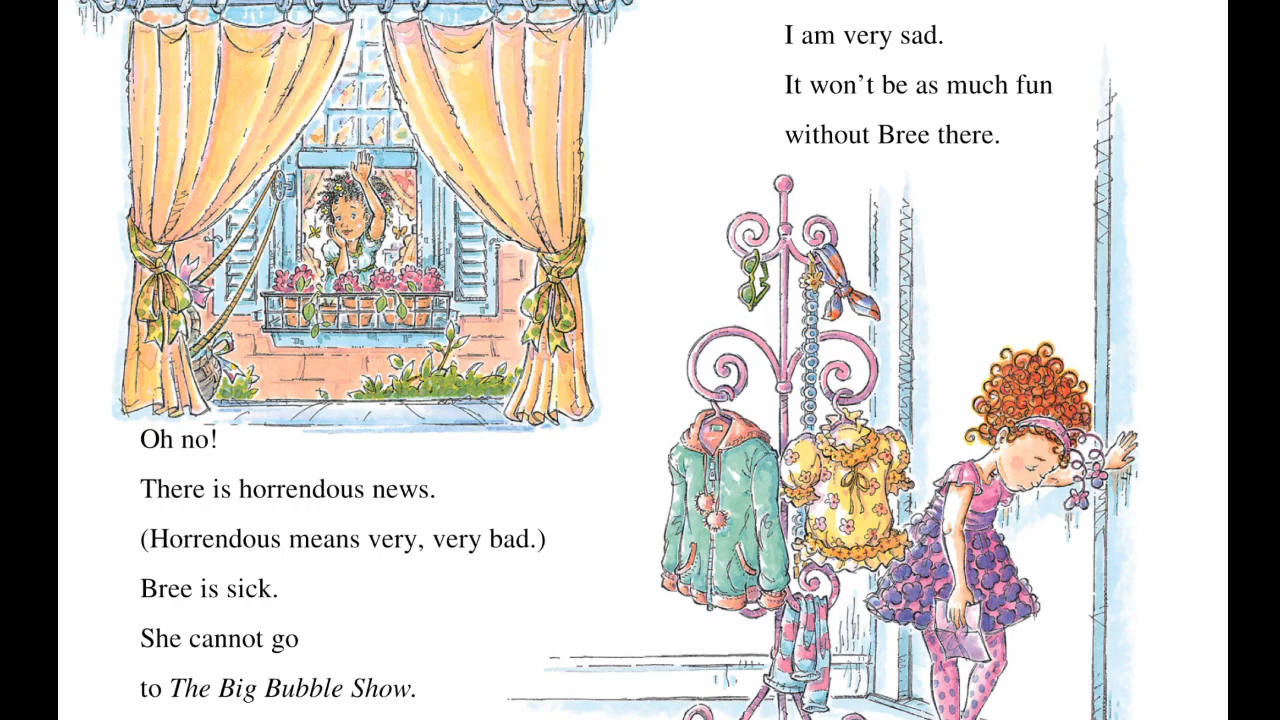 Oh no!
There is horrendous news.
(Horrendous means very, very bad.)
Bree is sick.
She cannot go
to The Big Bubble Show.
I am very sad.
It won’t be as much fun
without Bree there.